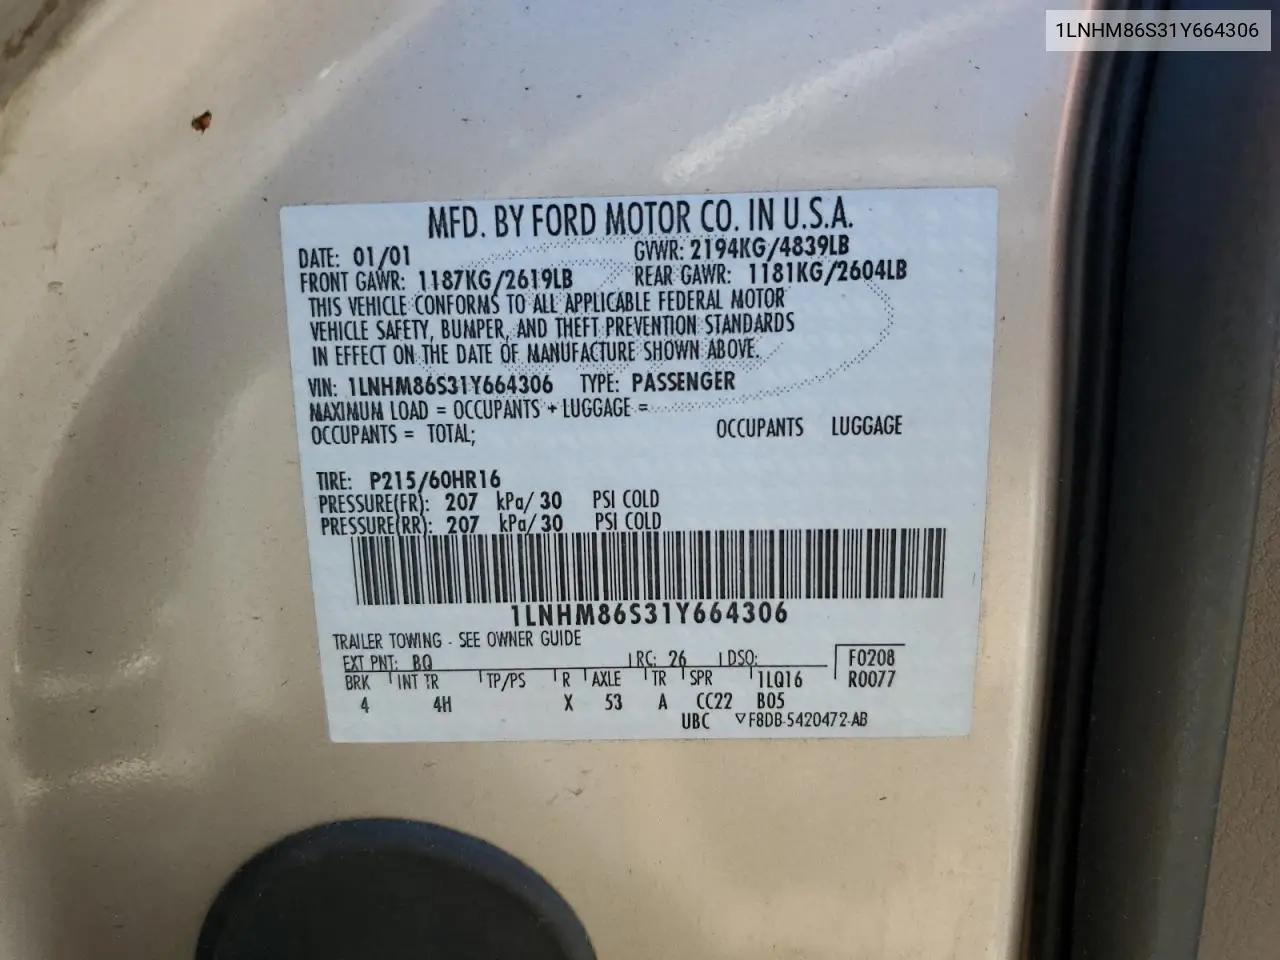 1LNHM86S31Y664306
MFD. BY FORD MOTOR CO. IN U.S.A.
DATE: 01/01 GVWR: 2194KG/4839LB
FRONT GAWR: 1187KG/2619LB REAR GAWR: 1181KG/2604LB
THIS VEHICLE CONFORMS TO ALL APPLICABLE FEDERAL MOTOR
VEHICLE SAFETY, BUMPER, AND THEFT PREVENTION STANDARDS
IN EFFECT ON THE DATE OF MANUFACTURE SHOWN ABOVE.
VIN: 1LNHM86S31Y664306 TYPE: PASSENGER
MAXIMUM LOAD = OCCUPANTS + LUGGAGE =
OCCUPANTS = TOTAL; OCCUPANTS LUGGAGE
TIRE: P215/60HR16
PRESSURE(FR): 207 kPa/ 30 PSI COLD
PRESSURE(RR): 207 kPa/ 30 PSI COLD
1LNHM86S31Y664306
TRAILER TOWING - SEE OWNER GUIDE
EXT PNT: BQ RC: 26 DSO: F0208
BRK INT TR TP/PS R AXLE TR SPR 1LQ16 R0077
4 4H X 53 A CC22 B05
UBC ▽F8DB-5420472-AB